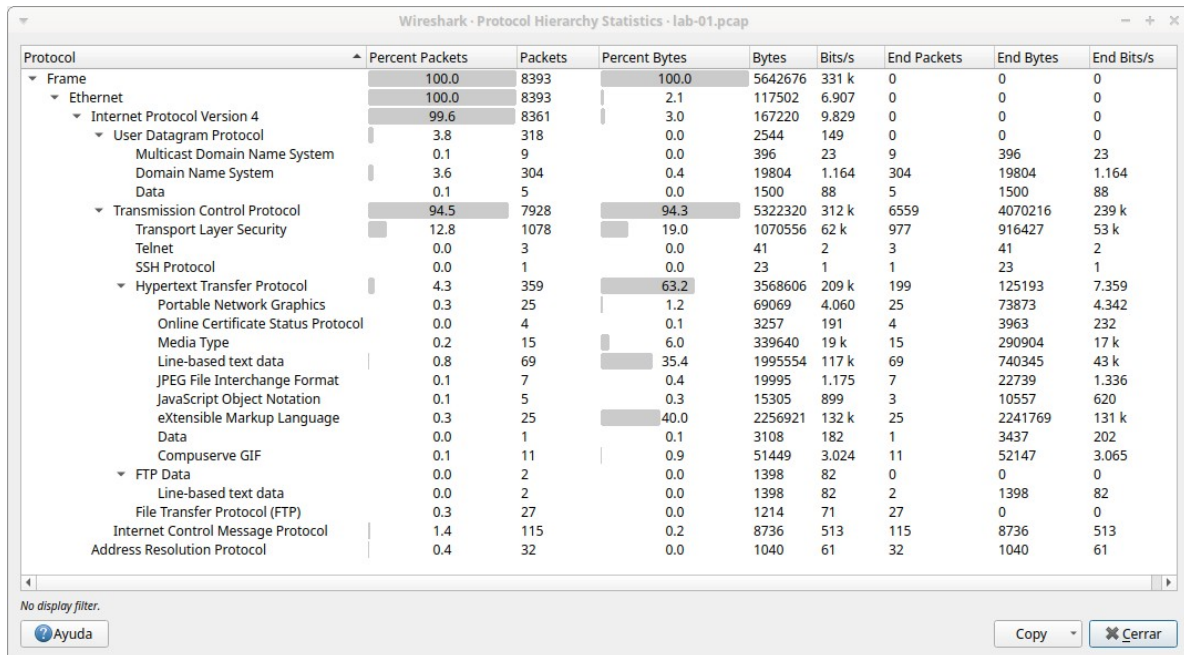 Wireshark · Protocol Hierarchy Statistics · lab-01.pcap
Protocol Percent Packets Packets Percent Bytes Bytes Bits/s End Packets End Bytes End Bits/s
Frame 100.0 8393 100.0 5642676 331 k 0 0 0
Ethernet 100.0 8393 2.1 117502 6.907 0 0 0
Internet Protocol Version 4 99.6 8361 3.0 167220 9.829 0 0 0
User Datagram Protocol 3.8 318 0.0 2544 149 0 0 0
Multicast Domain Name System 0.1 9 0.0 396 23 9 396 23
Domain Name System 3.6 304 0.4 19804 1.164 304 19804 1.164
Data 0.1 5 0.0 1500 88 5 1500 88
Transmission Control Protocol 94.5 7928 94.3 5322320 312 k 6559 4070216 239 k
Transport Layer Security 12.8 1078 19.0 1070556 62 k 977 916427 53 k
Telnet 0.0 3 0.0 41 2 3 41 2
SSH Protocol 0.0 1 0.0 23 1 1 23 1
Hypertext Transfer Protocol 4.3 359 63.2 3568606 209 k 199 125193 7.359
Portable Network Graphics 0.3 25 1.2 69069 4.060 25 73873 4.342
Online Certificate Status Protocol 0.0 4 0.1 3257 191 4 3963 232
Media Type 0.2 15 6.0 339640 19 k 15 290904 17 k
Line-based text data 0.8 69 35.4 1995554 117 k 69 740345 43 k
JPEG File Interchange Format 0.1 7 0.4 19995 1.175 7 22739 1.336
JavaScript Object Notation 0.1 5 0.3 15305 899 3 10557 620
eXtensible Markup Language 0.3 25 40.0 2256921 132 k 25 2241769 131 k
Data 0.0 1 0.1 3108 182 1 3437 202
Compuserve GIF 0.1 11 0.9 51449 3.024 11 52147 3.065
FTP Data 0.0 2 0.0 1398 82 0 0 0
Line-based text data 0.0 2 0.0 1398 82 2 1398 82
File Transfer Protocol (FTP) 0.3 27 0.0 1214 71 27 0 0
Internet Control Message Protocol 1.4 115 0.2 8736 513 115 8736 513
Address Resolution Protocol 0.4 32 0.0 1040 61 32 1040 61
No display filter.
Ayuda Copy Cerrar